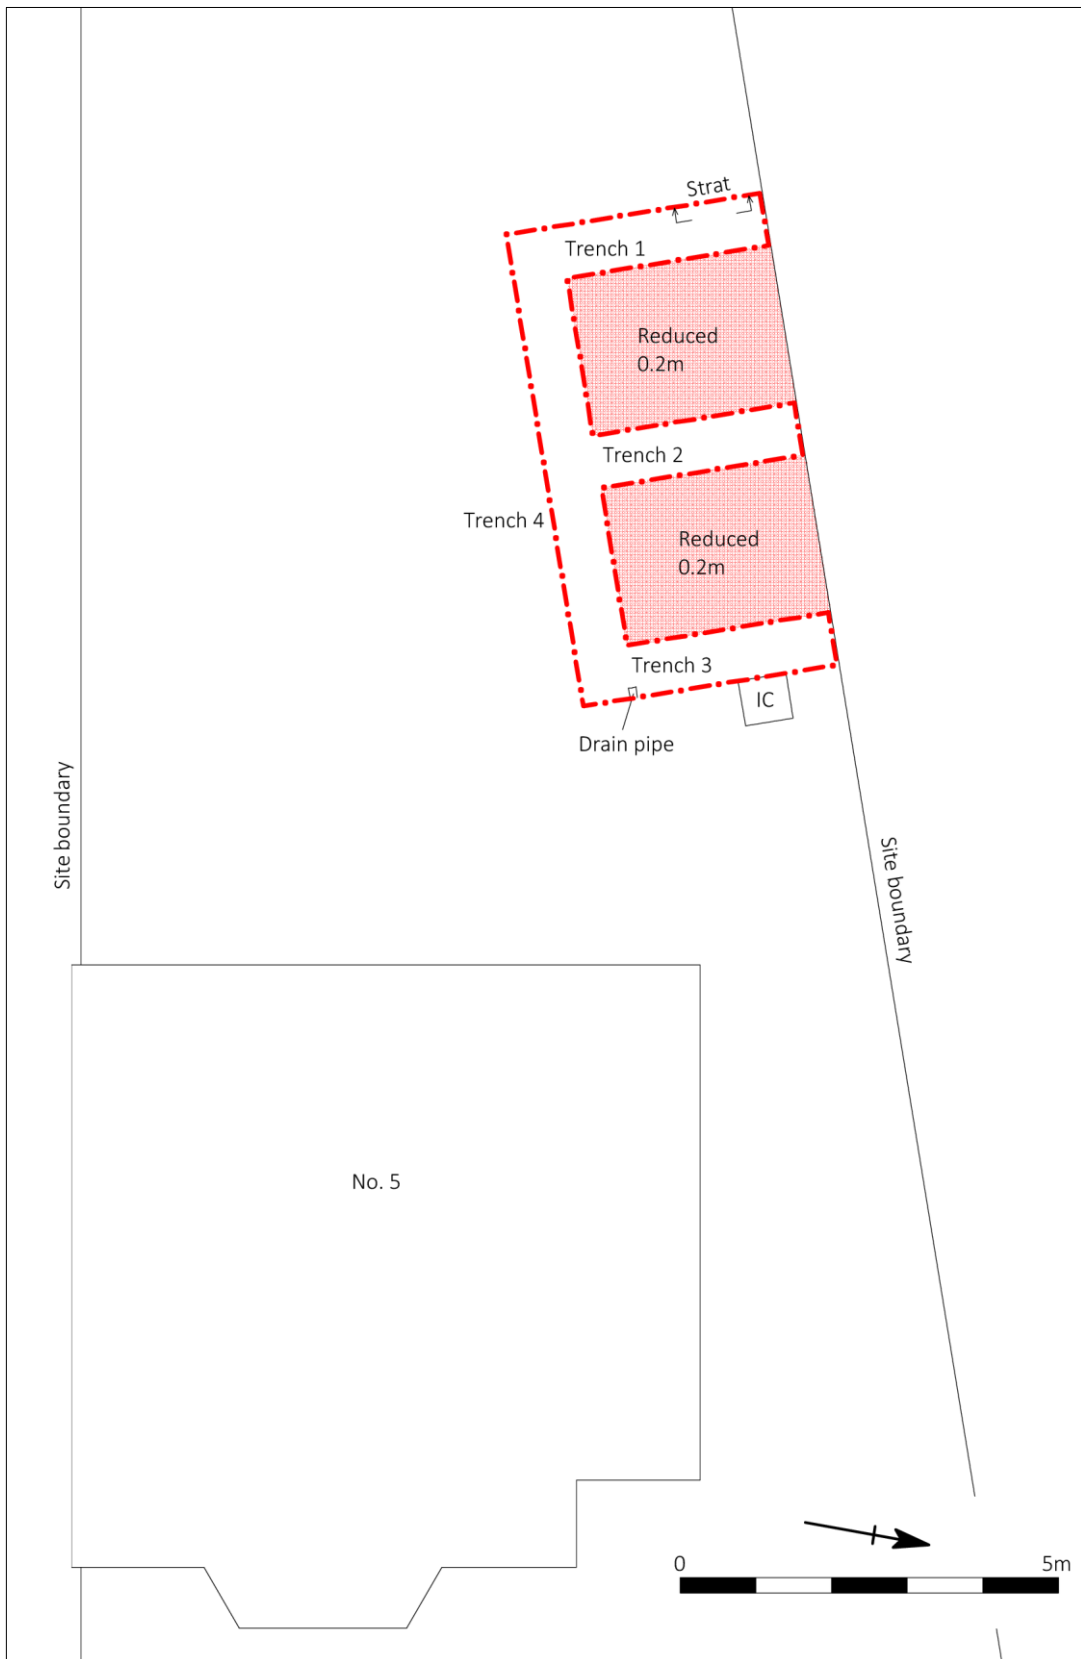 Strat
Trench 1
Reduced
0.2m
Trench 2
Trench 4
Reduced
0.2m
Trench 3
IC
Drain pipe
Site boundary
Site boundary
No. 5
0
5m